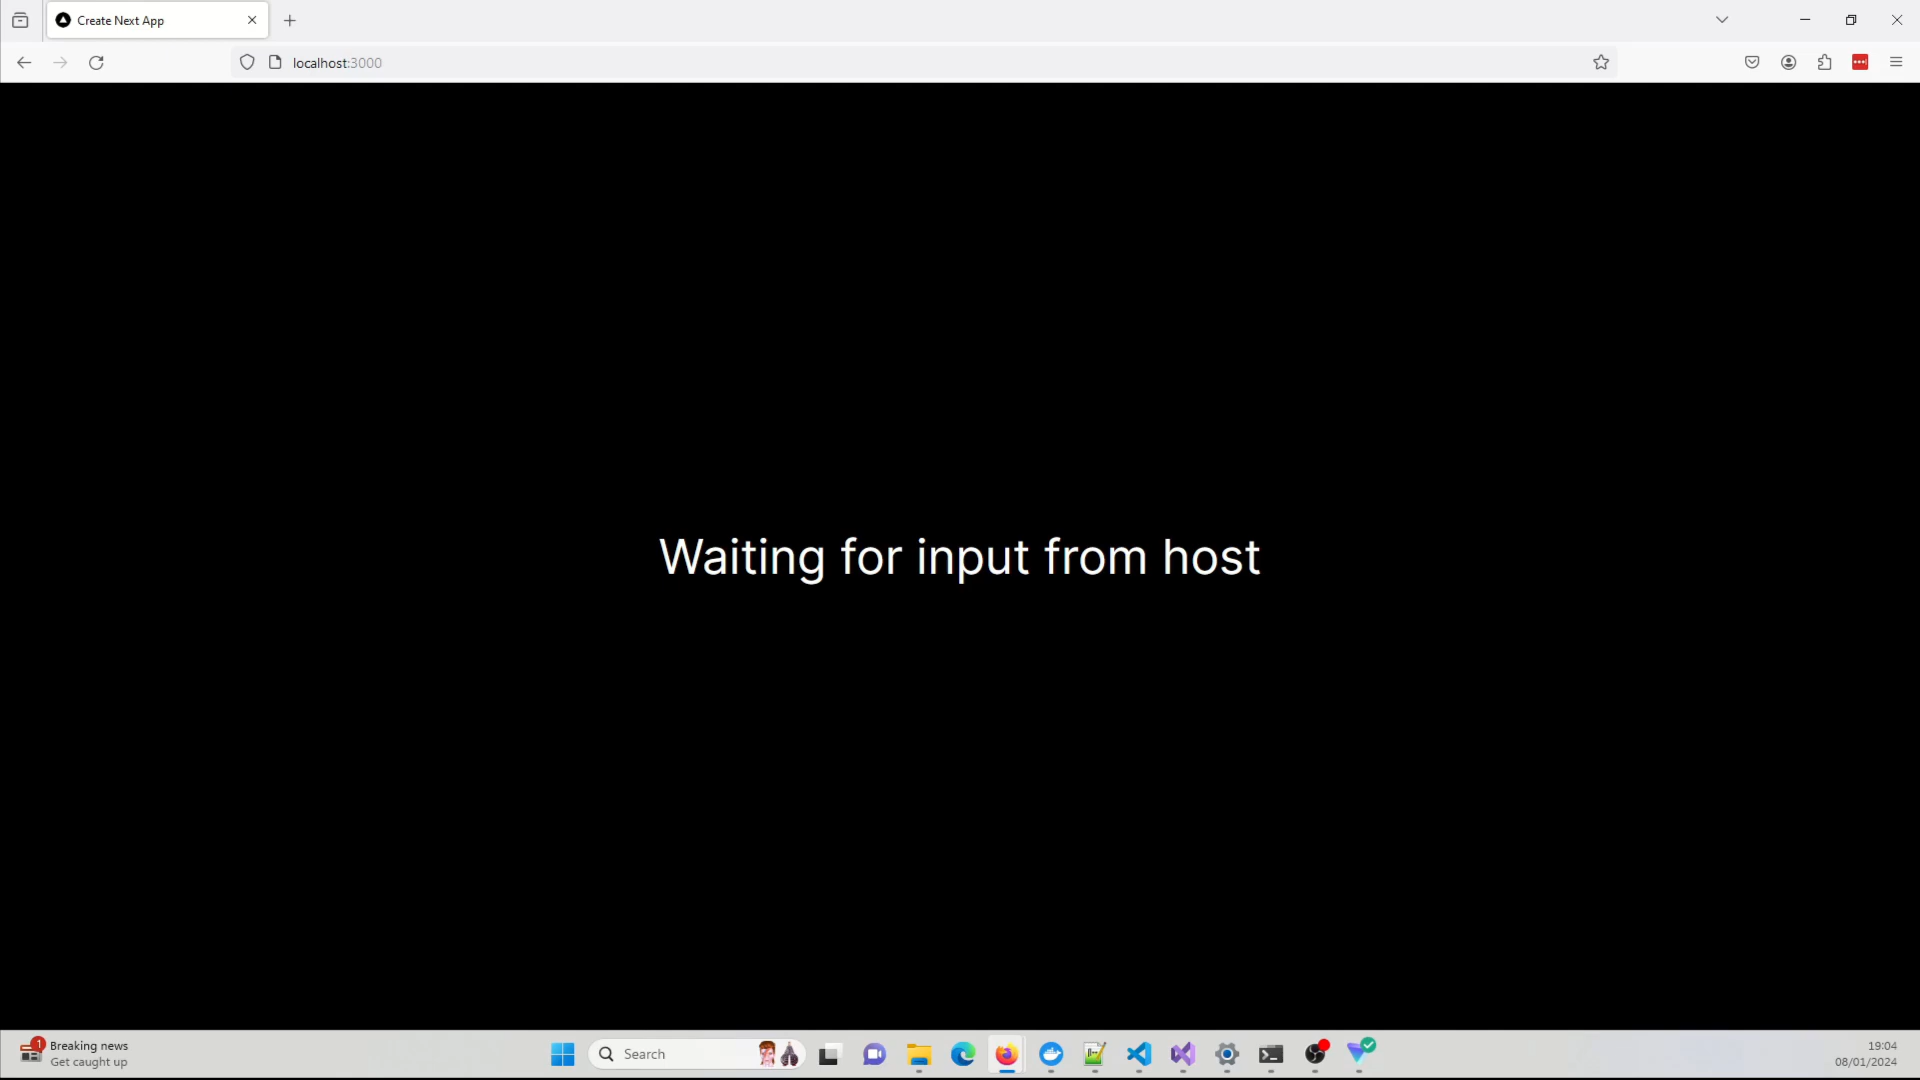 Create Next App
localhost:3000
Waiting for input from host
1
Breaking news
Get caught up
Search
19:04
08/01/2024